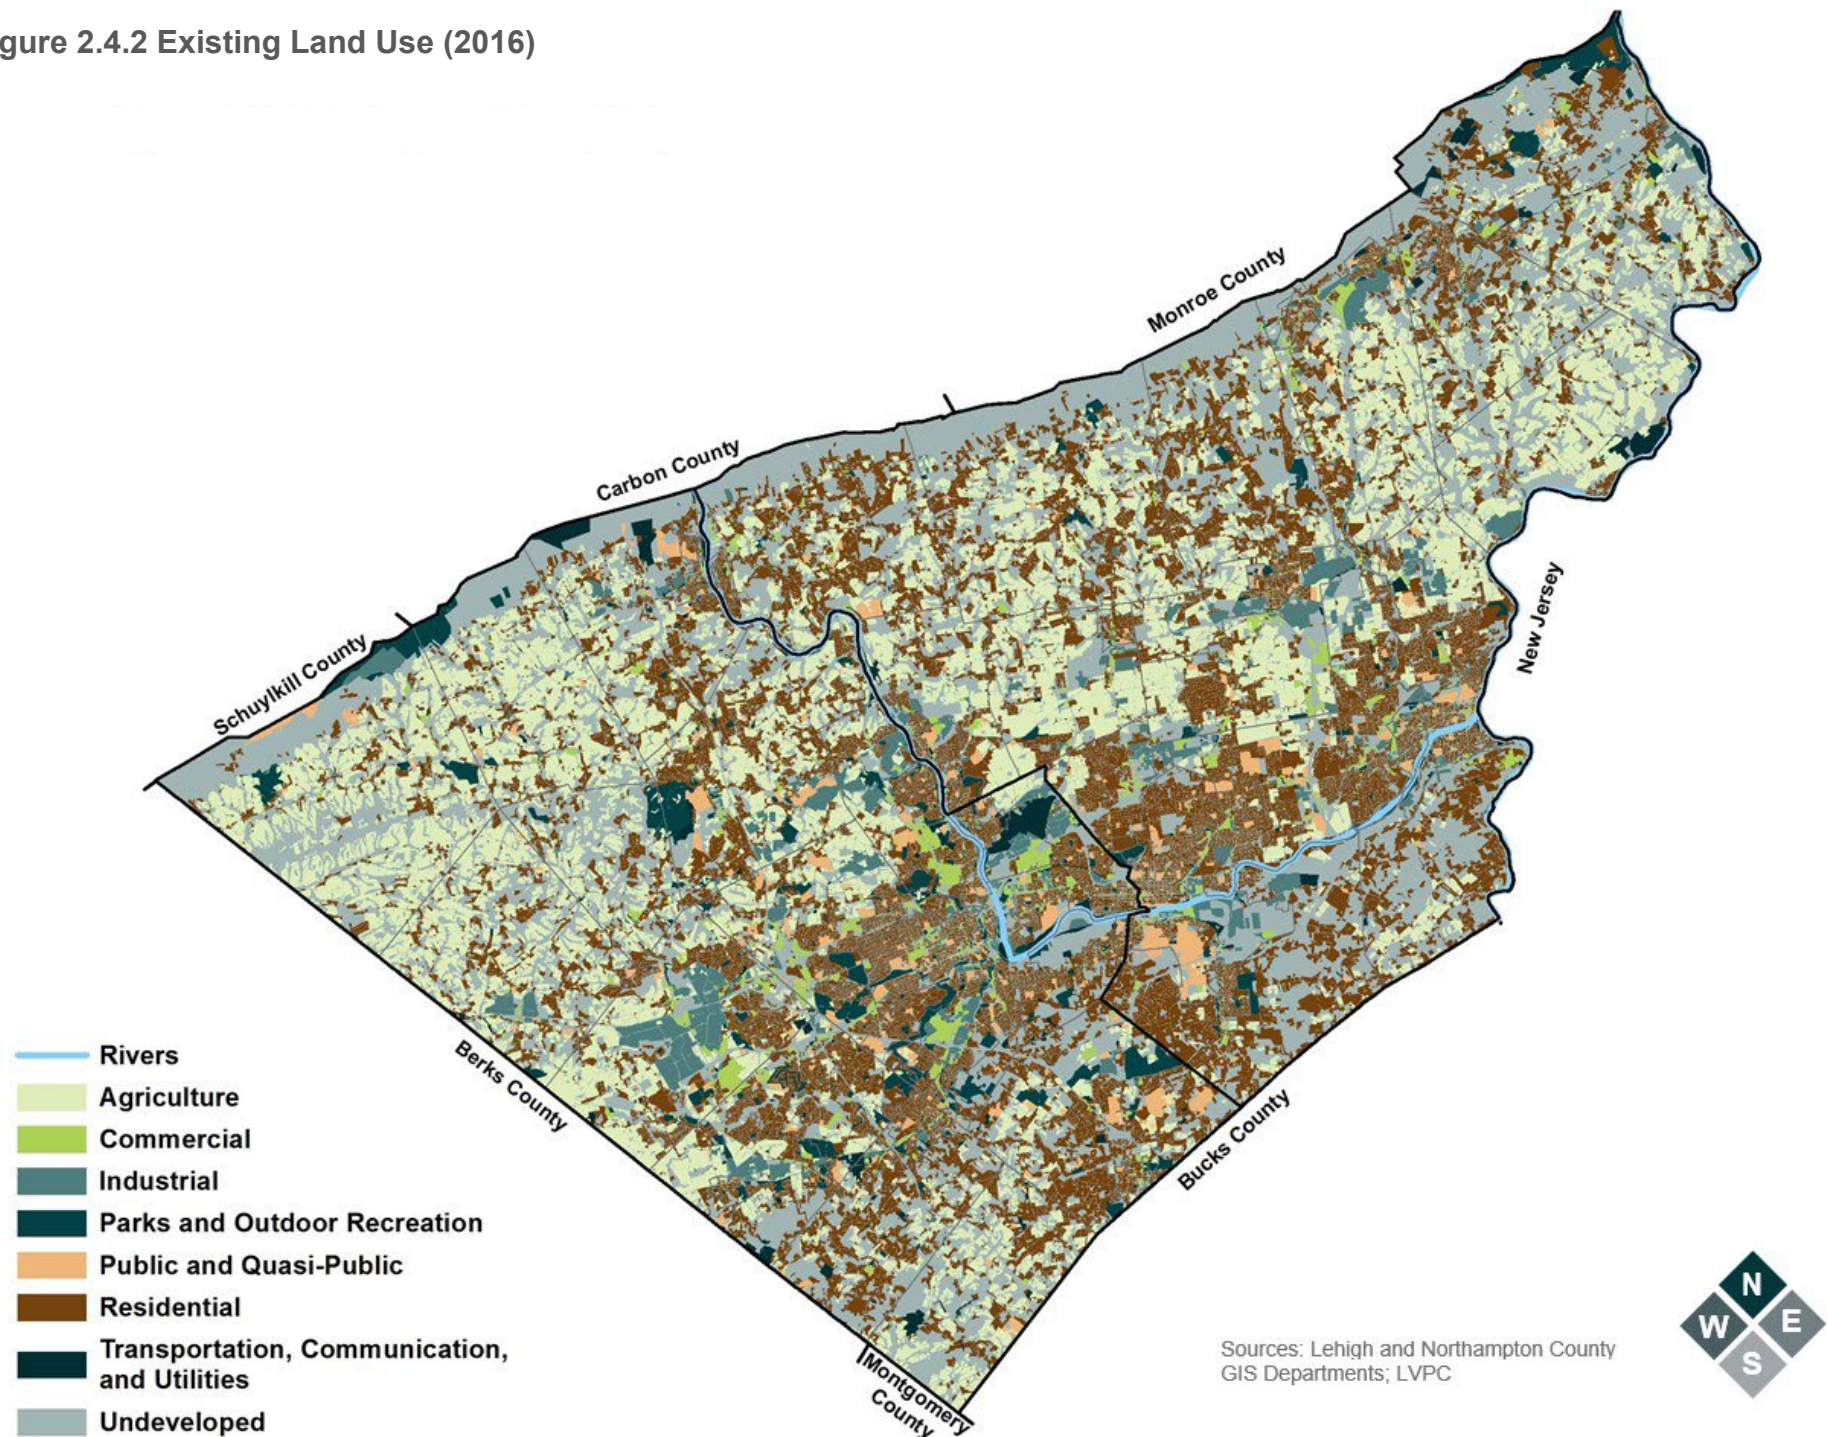 gure 2.4.2 Existing Land Use (2016)
Monroe County
Carbon County
Schuylkill County
New Jersey
Berks County
Bucks County
Montgomery
County
Rivers
Agriculture
Commercial
Industrial
Parks and Outdoor Recreation
Public and Quasi-Public
Residential
Transportation, Communication,
and Utilities
Undeveloped
Sources: Lehigh and Northampton County
GIS Departments; LVPC
N
W E
S